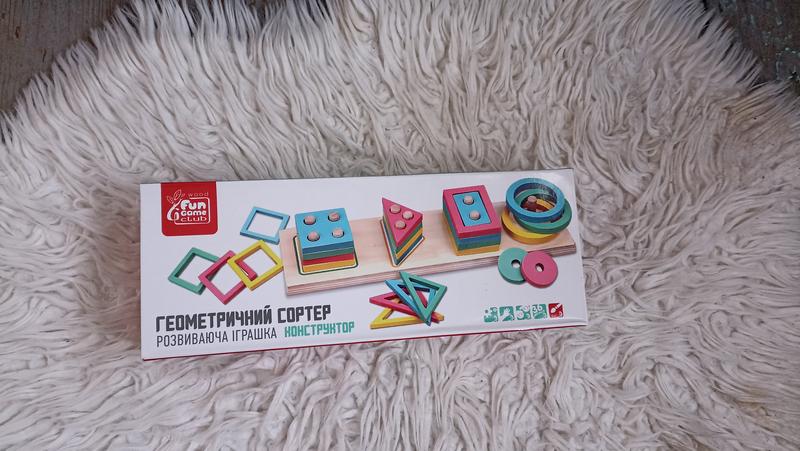 wood
Fun
Game
club
ГЕОМЕТРИЧНИЙ СОРТЕР
РОЗВИВАЮЧА ІГРАШКА КОНСТРУКТОР